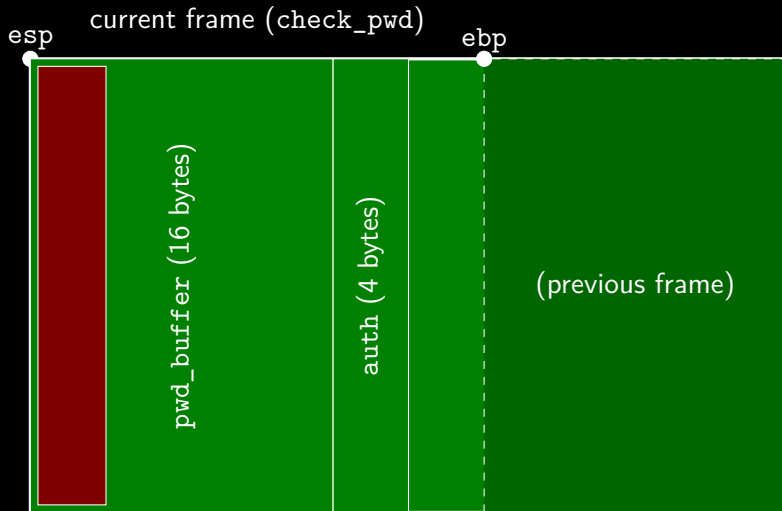 current frame (check_pwd)
esp
ebp
pwd_buffer (16 bytes)
auth (4 bytes)
(previous frame)